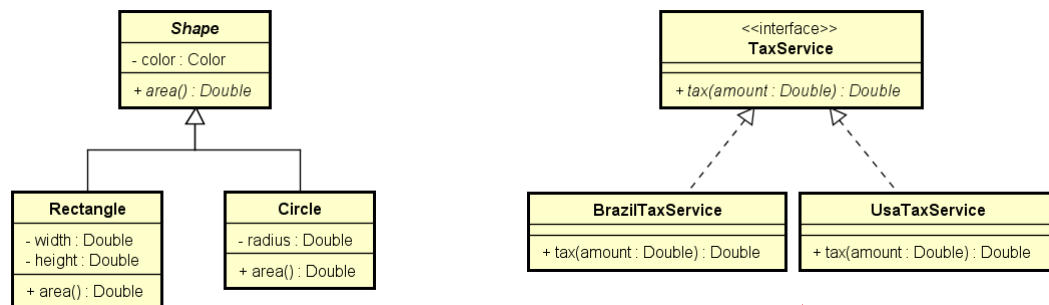 Shape
- color : Color
+ area() : Double
Rectangle
- width : Double
- height : Double
+ area() : Double
Circle
- radius : Double
+ area() : Double
<<interface>>
TaxService
+ tax(amount : Double) : Double
BrazilTaxService
+ tax(amount : Double) : Double
UsaTaxService
+ tax(amount : Double) : Double